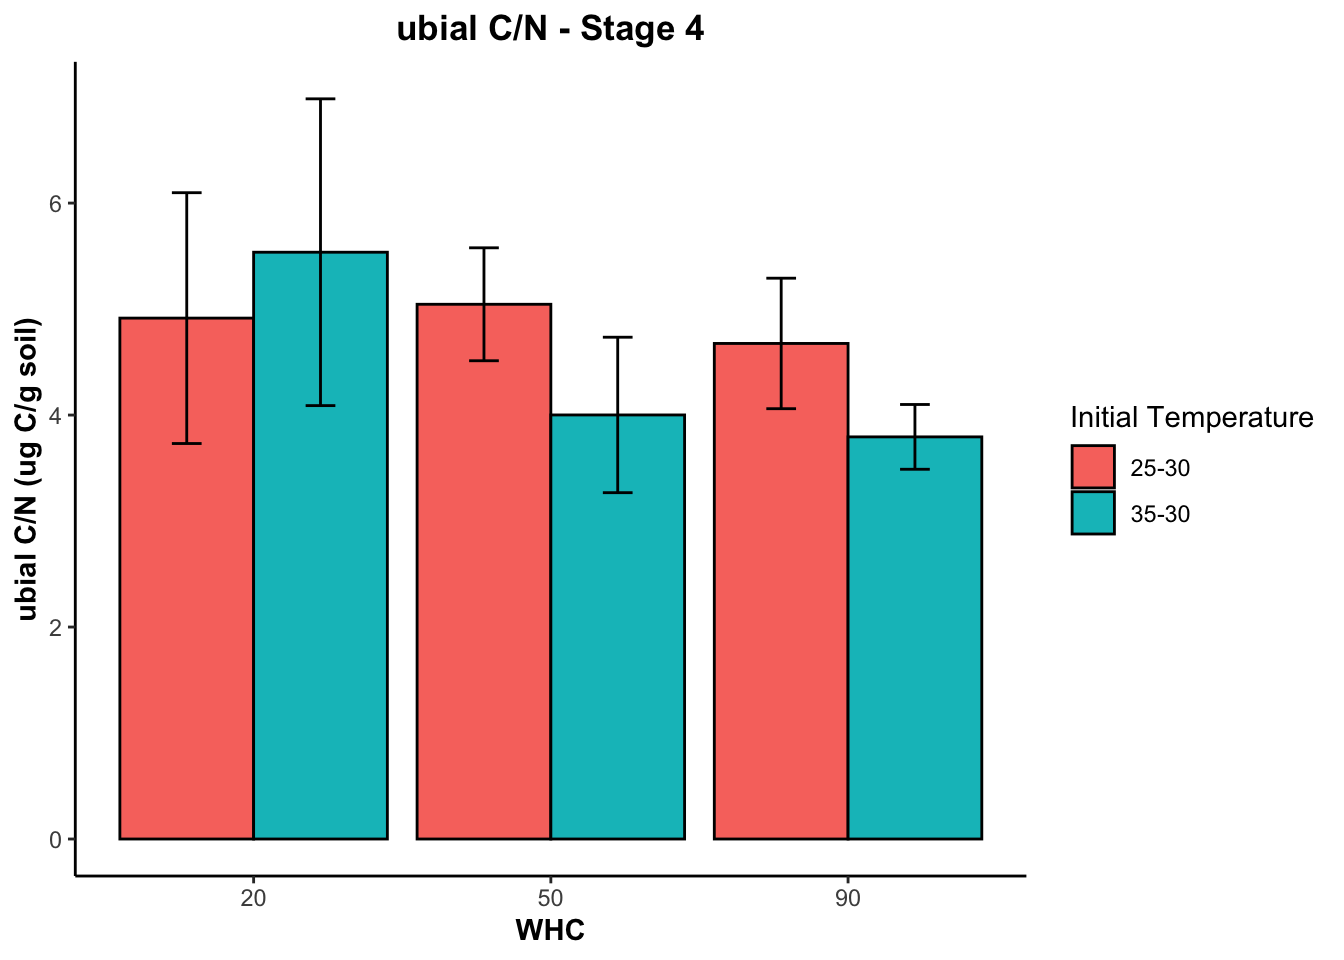 ubial C/N - Stage 4
ubial C/N (ug C/g soil)
6
4
2
0
20 50 90
WHC
Initial Temperature
25-30
35-30